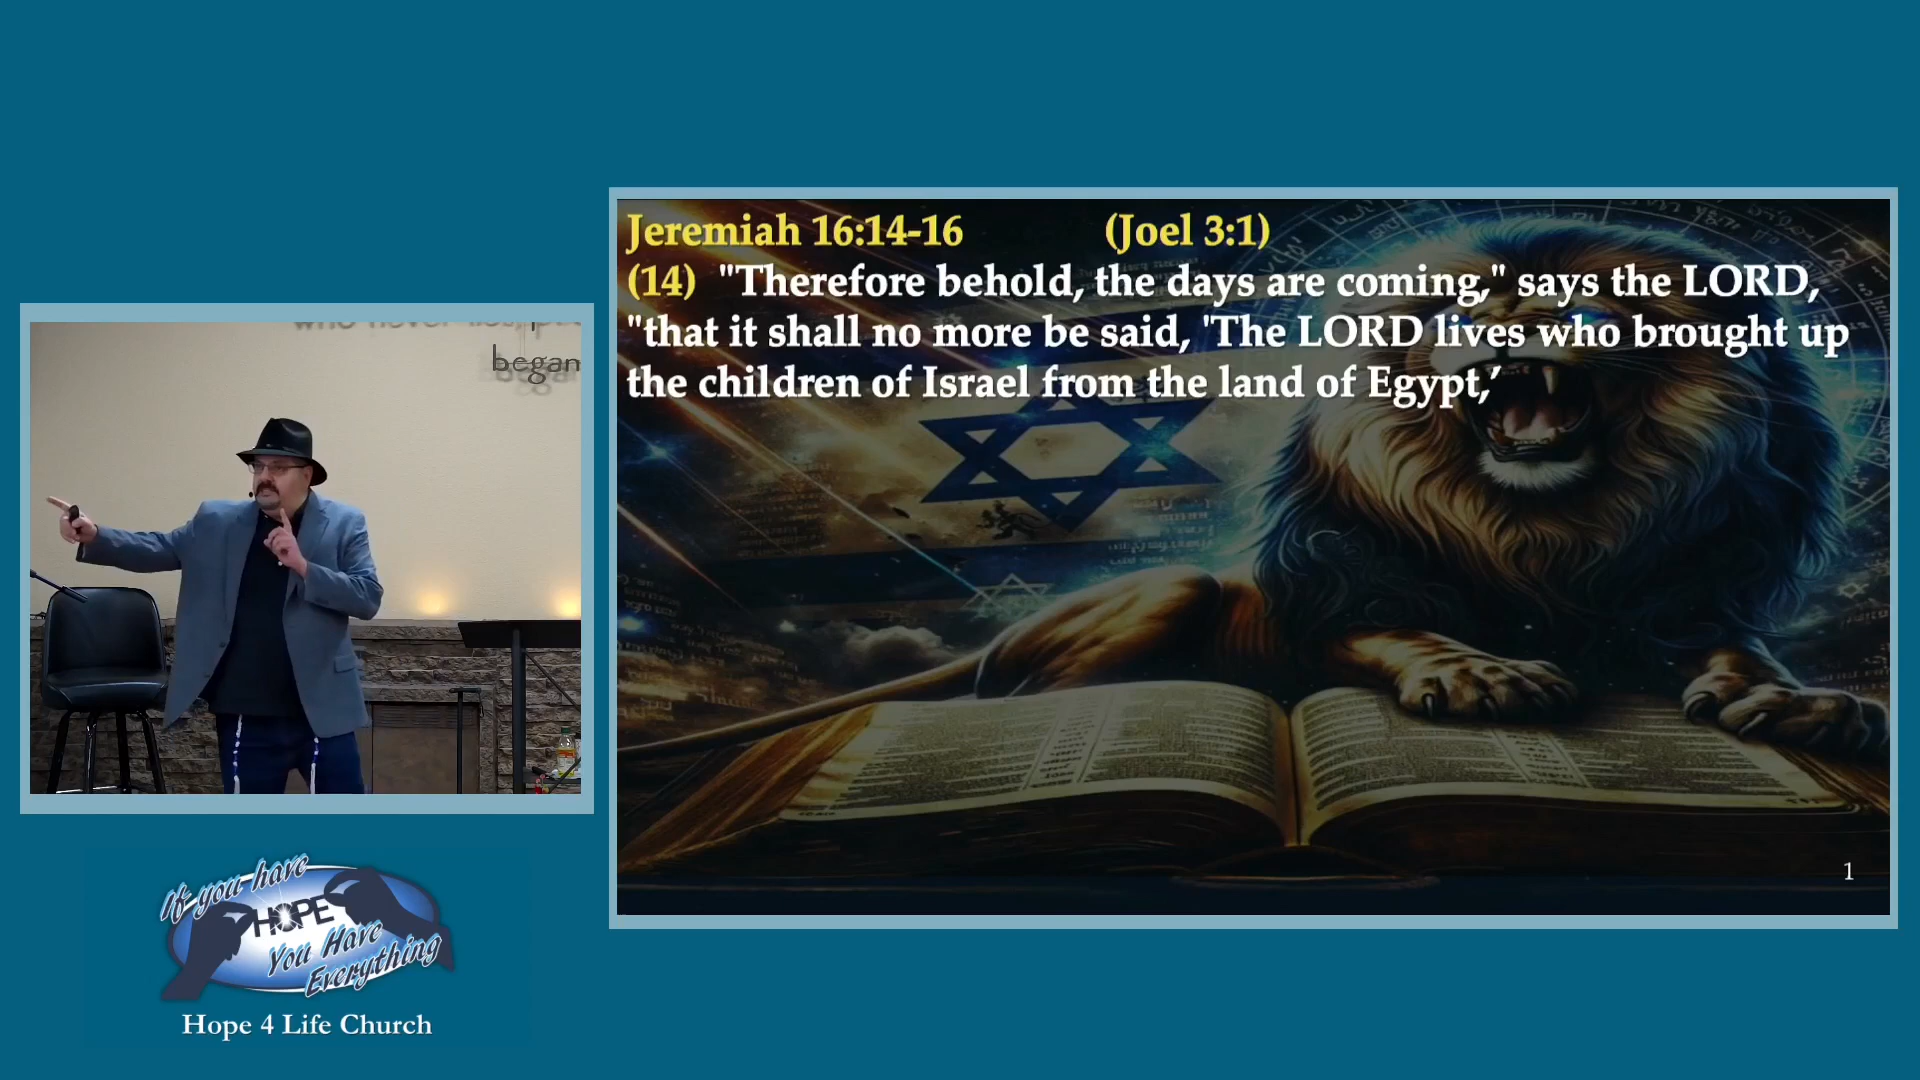 Jeremiah 16:14-16 (Joel 3:1)
(14) "Therefore behold, the days are coming," says the LORD,
"that it shall no more be said, 'The LORD lives who brought up
the children of Israel from the land of Egypt,’
1
began
If you have
HOPE
You Have
Everything
Hope 4 Life Church